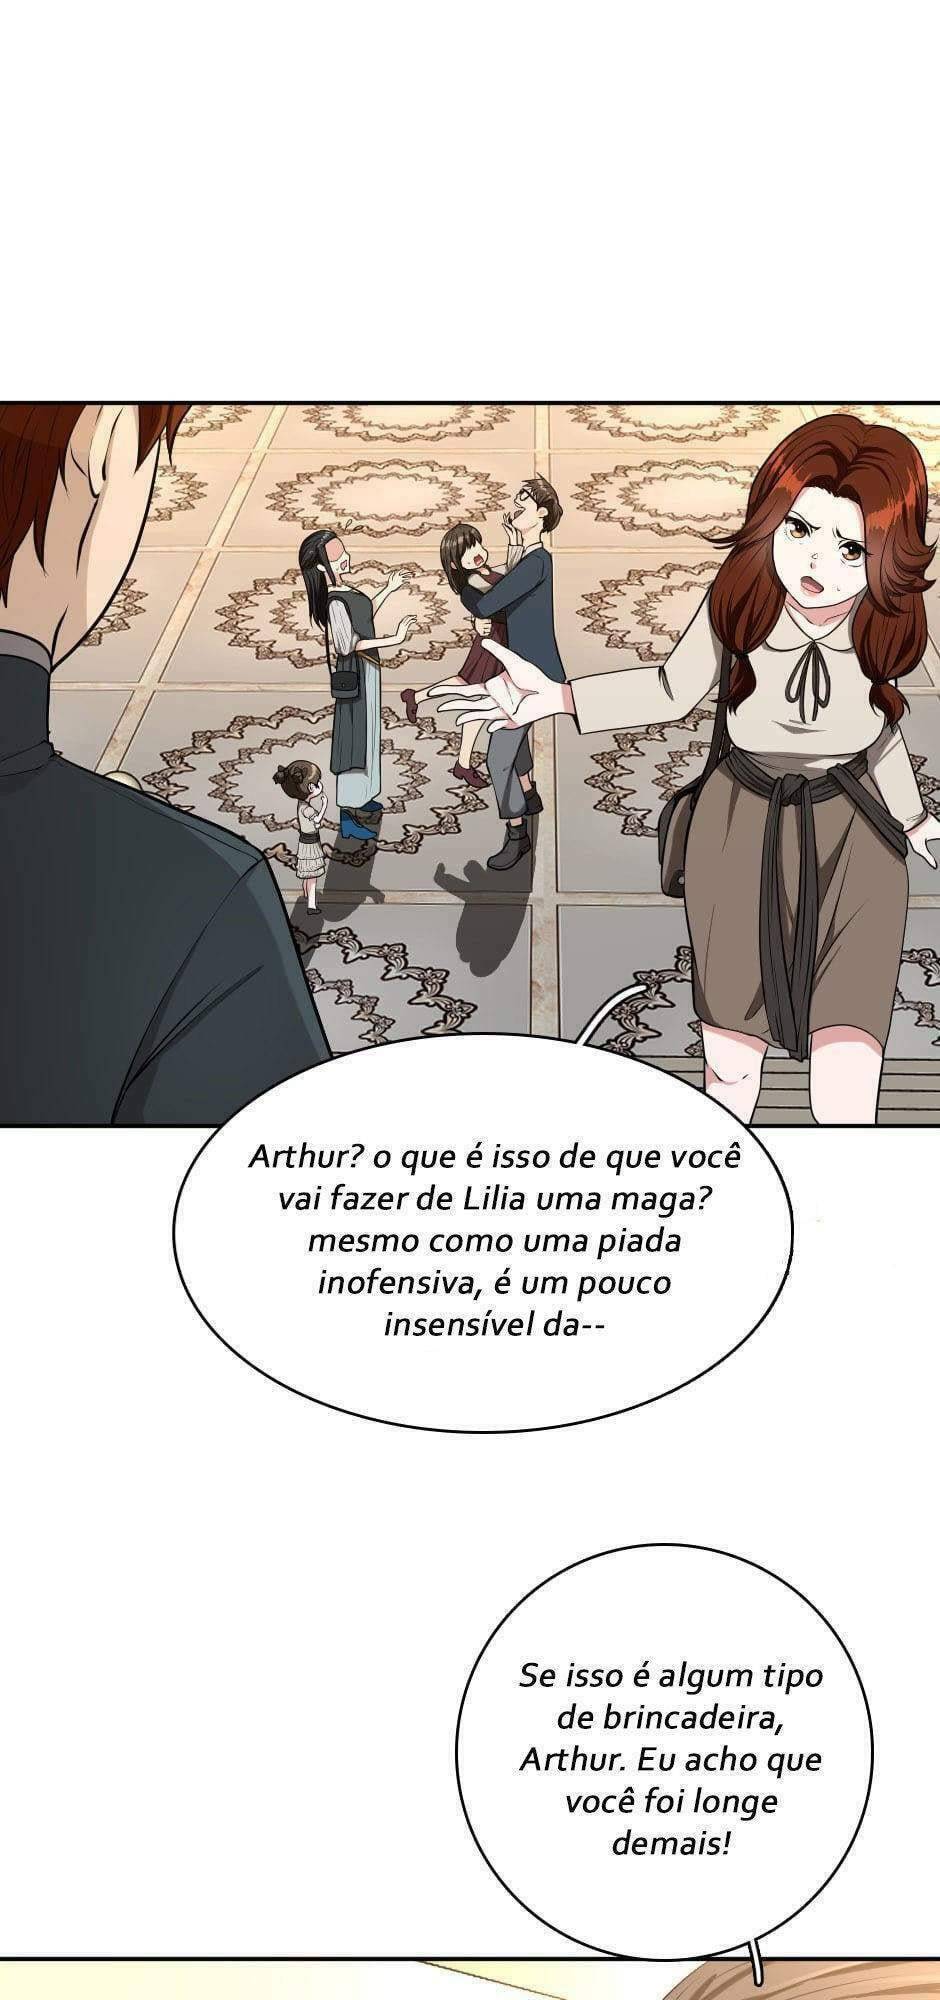 Arthur? o que é isso de que você
vai fazer de Lilia uma maga?
mesmo como uma piada
inofensiva, é um pouco
insensível da--
Se isso é algum tipo
de brincadeira,
Arthur. Eu acho que
você foi longe
demais!